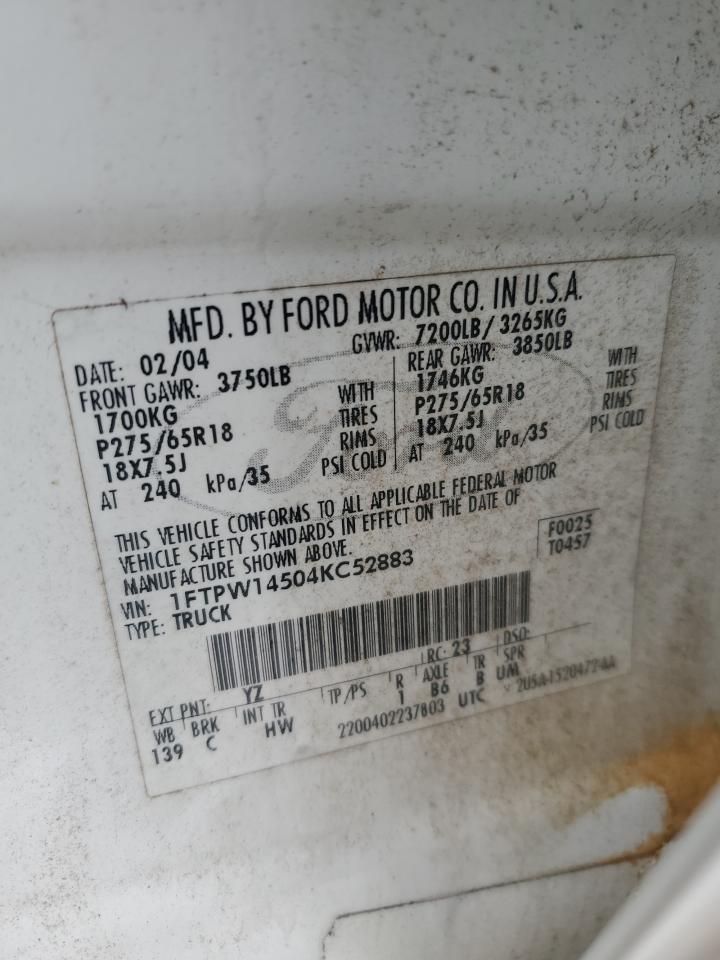 MFD. BY FORD MOTOR CO. IN U.S.A.
DATE: 02/04 GVWR: 7200LB/ 3265KG
FRONT GAWR: 3750LB REAR GAWR: 3850LB
1700KG WITH 1746KG WITH
P275/65R18 TIRES P275/65R18 TIRES
18X7.5J RIMS 18X7.5J RIMS
AT 240 kPa/35 PSI COLD AT 240 kPa/35 PSI COLD
THIS VEHICLE CONFORMS TO ALL APPLICABLE FEDERAL MOTOR
VEHICLE SAFETY STANDARDS IN EFFECT ON THE DATE OF
MANUFACTURE SHOWN ABOVE.
F0025
VIN: 1FTPW14504KC52883 T0457
TYPE: TRUCK
EXT PNT: YZ RC: 23 DSO:
WB BRK INT TR TP/PS R AXLE TR SPR
139 C HW 1 B6 B UM
2200402237803 UTC
Ford